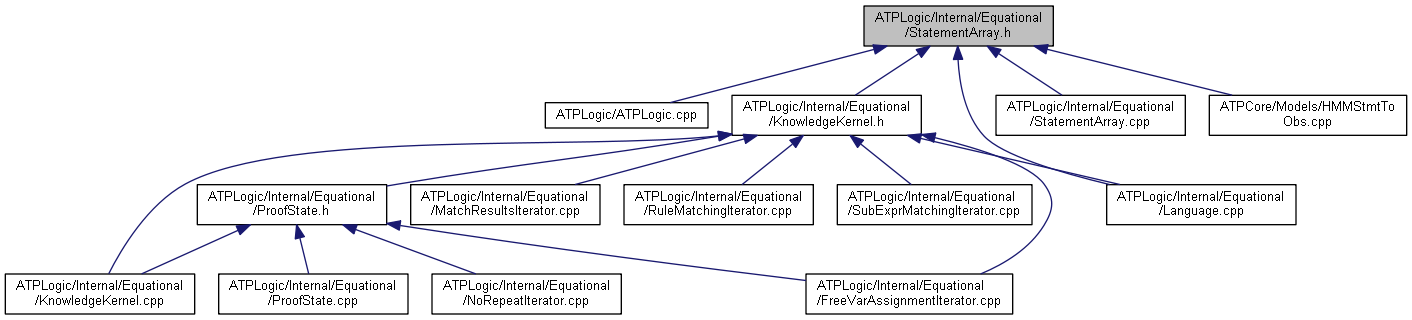 ATPLogic/Internal/Equational
/StatementArray.h
ATPLogic/ATPLogic.cpp
ATPLogic/Internal/Equational
/KnowledgeKernel.h
ATPLogic/Internal/Equational
/StatementArray.cpp
ATPCore/Models/HMMStmtTo
Obs.cpp
ATPLogic/Internal/Equational
/ProofState.h
ATPLogic/Internal/Equational
/MatchResultsIterator.cpp
ATPLogic/Internal/Equational
/RuleMatchingIterator.cpp
ATPLogic/Internal/Equational
/SubExprMatchingIterator.cpp
ATPLogic/Internal/Equational
/Language.cpp
ATPLogic/Internal/Equational
/KnowledgeKernel.cpp
ATPLogic/Internal/Equational
/ProofState.cpp
ATPLogic/Internal/Equational
/NoRepeatIterator.cpp
ATPLogic/Internal/Equational
/FreeVarAssignmentIterator.cpp